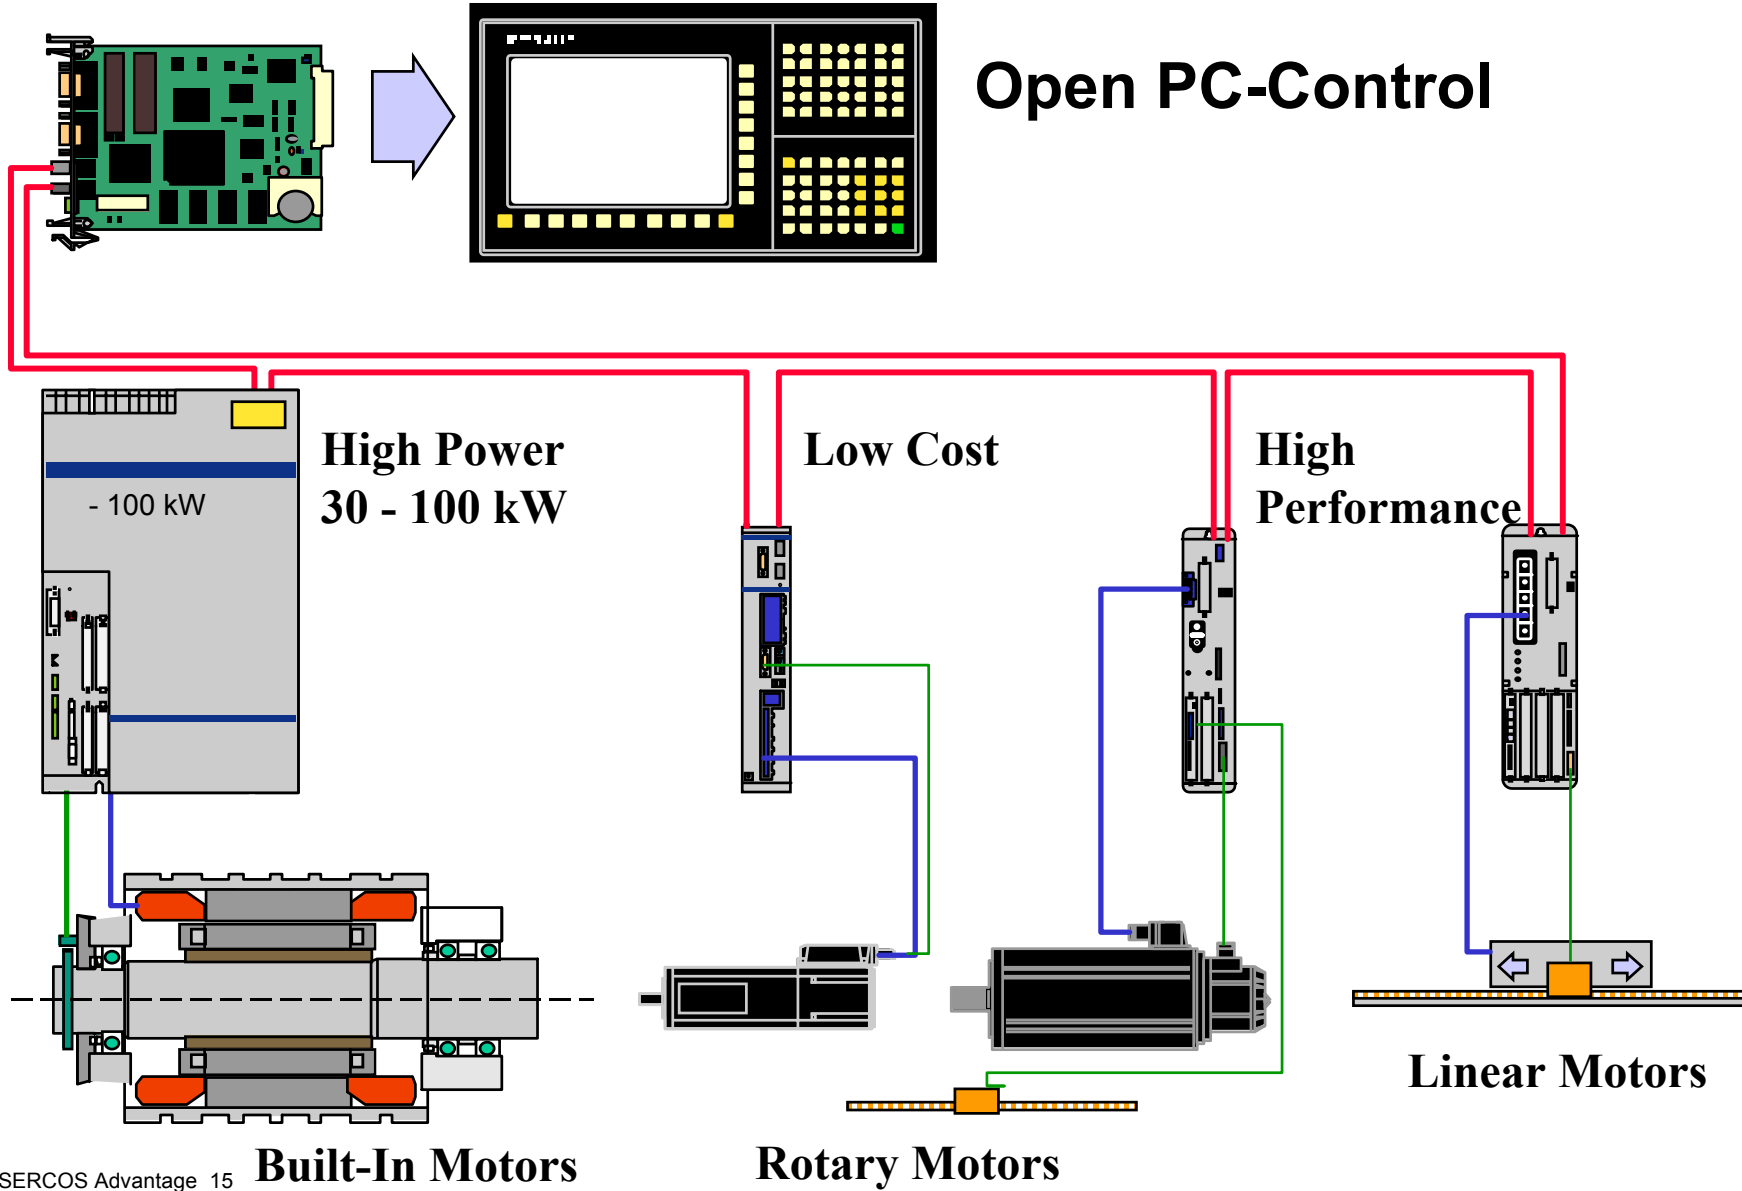 Open PC-Control
High Power
30 - 100 kW
Low Cost
High
Performance
- 100 kW
Linear Motors
Built-In Motors
Rotary Motors
SERCOS Advantage 15